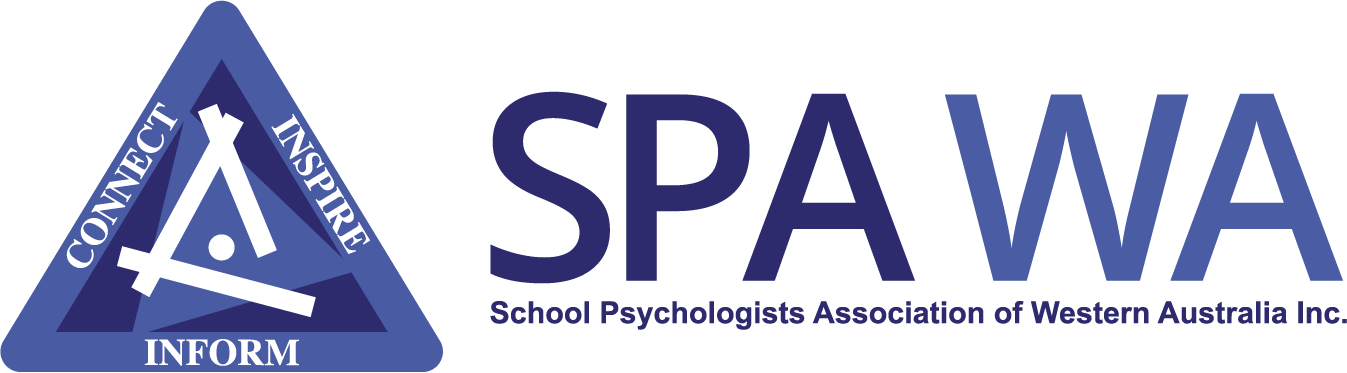 CONNECT
INSPIRE
INFORM
SPA WA
School Psychologists Association of Western Australia Inc.